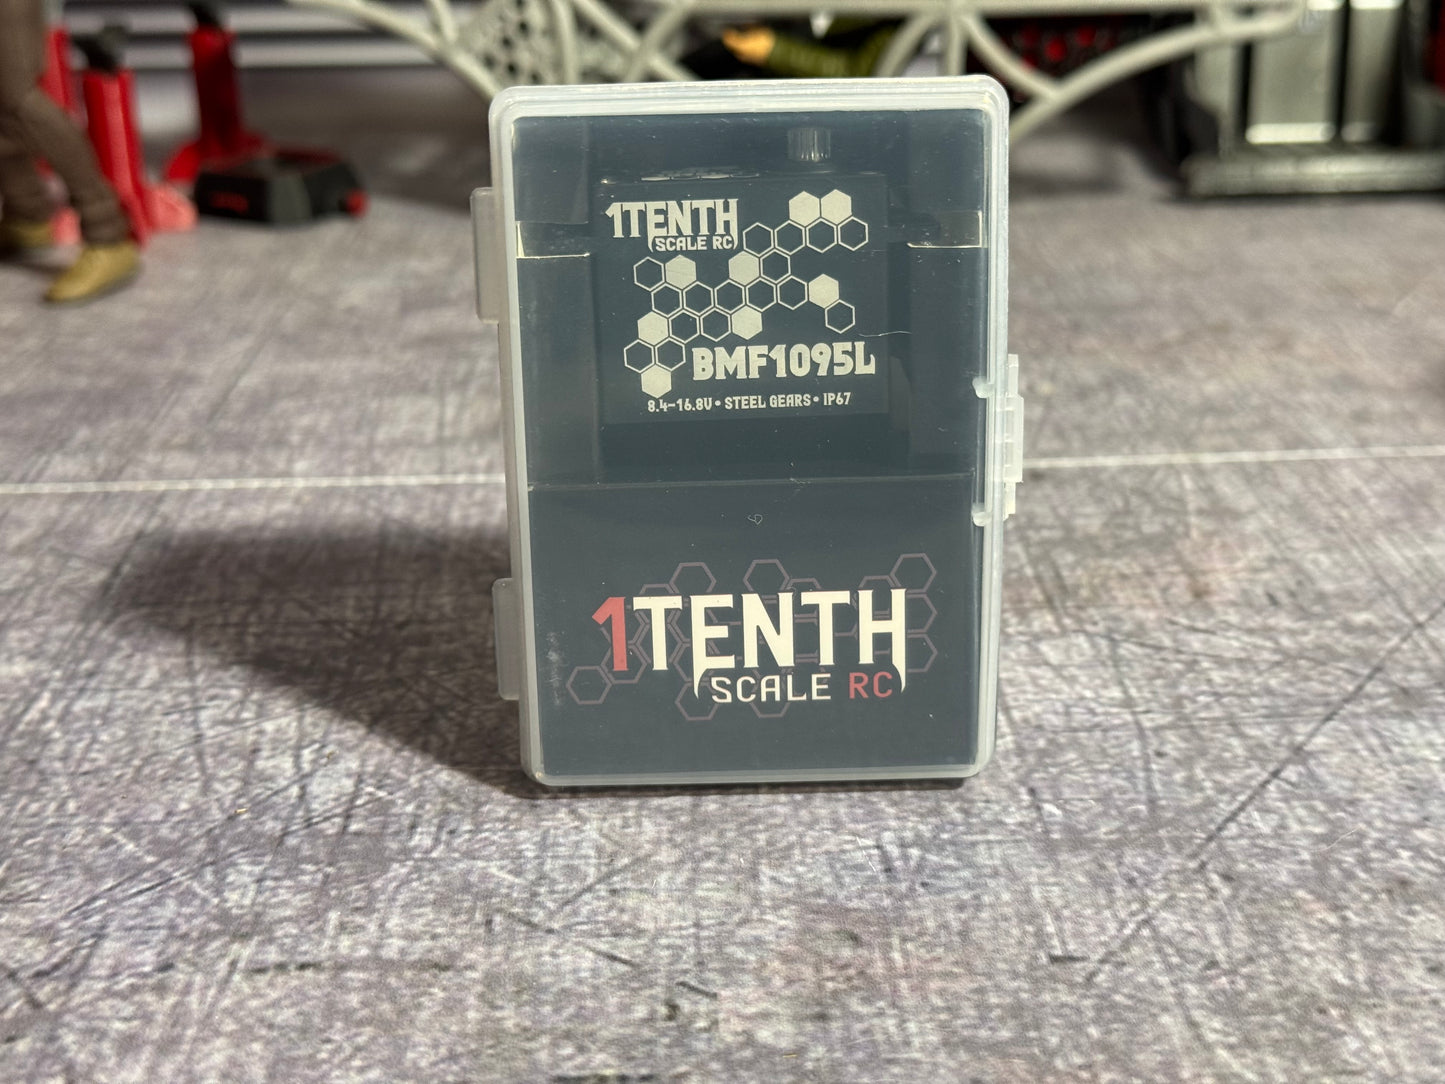 1TENTH
SCALE RC
BMF1095L
8.4-16.8V • STEEL GEARS • IP67
1TENTH
SCALE RC